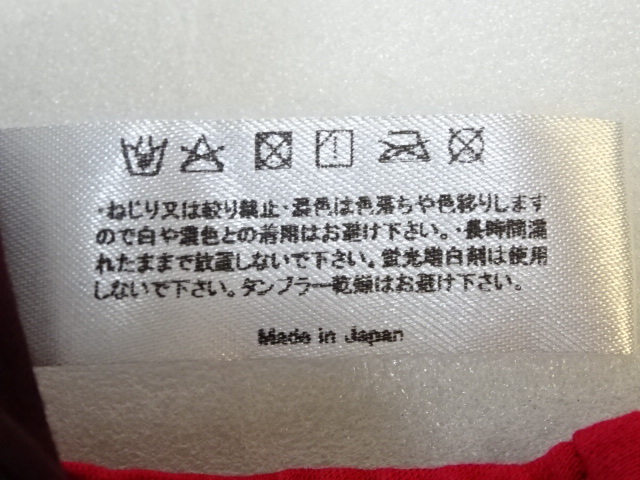 ・ねじり又は絞り禁止・濃色は色落ちや色移りします
ので白や濃色との着用はお避け下さい。・長時間濡
れたままで放置しないで下さい。蛍光増白剤は使用
しないで下さい。タンブラー乾燥はお避け下さい。
Made in Japan